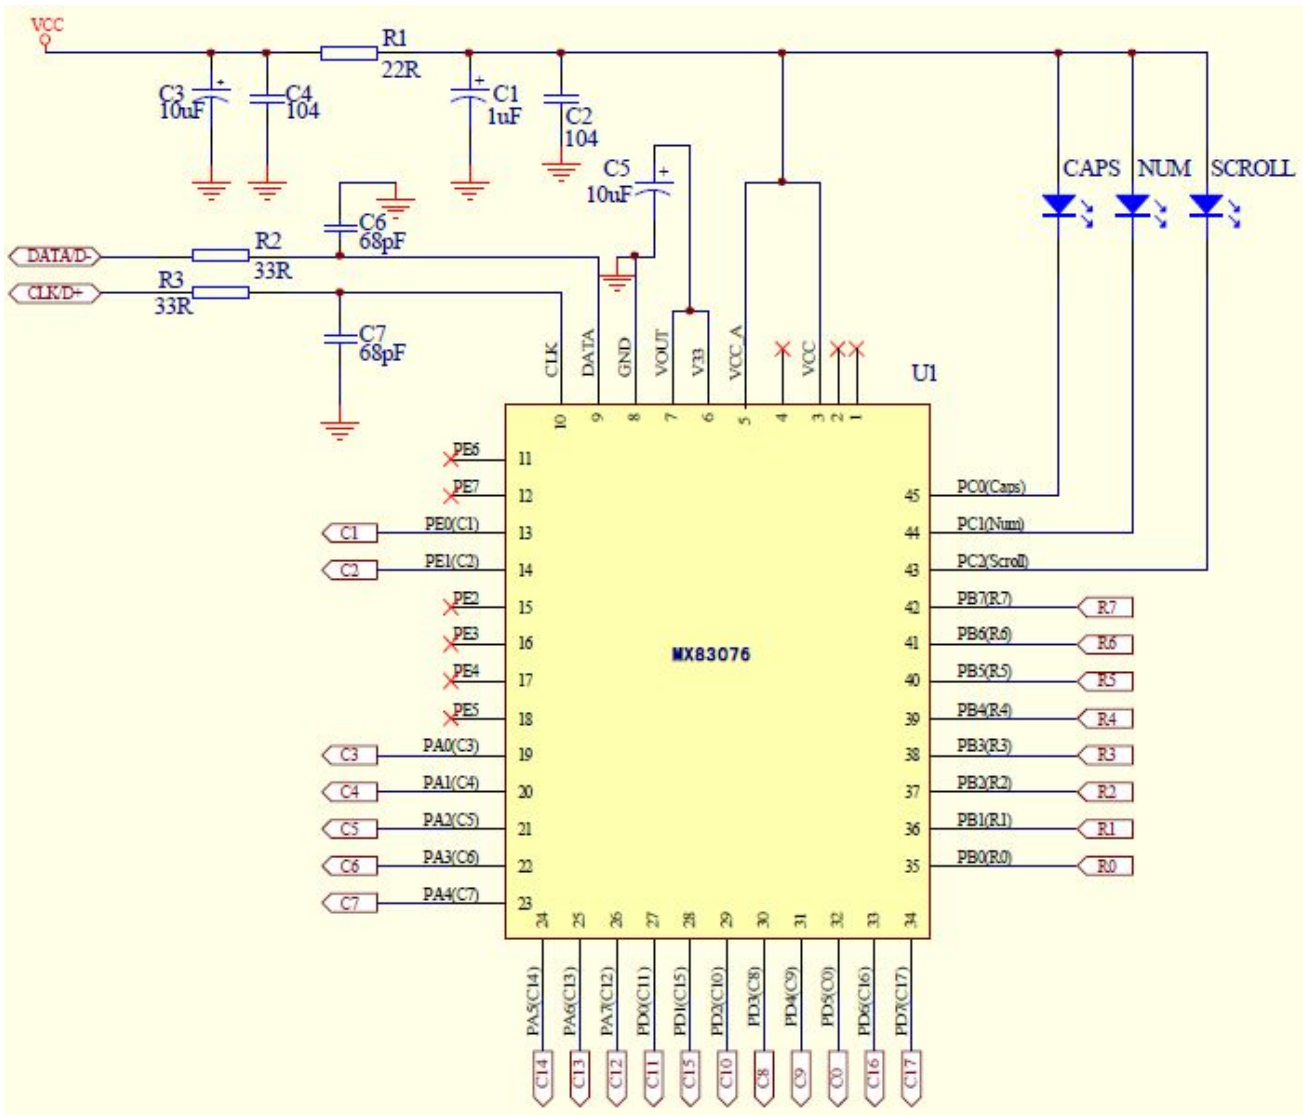 VCC
R1
22R
C3
10uF
C4
104
C1
1uF
C2
104
C5
10uF
CAPS
NUM
SCROLL
C6
68pF
DATA/D-
R2
33R
CLK/D+
R3
33R
C7
68pF
CLK
DATA
GND
VOUT
V33
VCC_A
VCC
U1
10
9
8
7
6
5
4
3
2
1
PE6
11
PE7
12
C1
PE0(C1)
13
C2
PE1(C2)
14
PE2
15
PE3
16
PE4
17
PE5
18
C3
PA0(C3)
19
C4
PA1(C4)
20
C5
PA2(C5)
21
C6
PA3(C6)
22
C7
PA4(C7)
23
MX83076
45
PC0(Caps)
44
PC1(Num)
43
PC2(Scroll)
42
PB7(R7)
R7
41
PB6(R6)
R6
40
PB5(R5)
R5
39
PB4(R4)
R4
38
PB3(R3)
R3
37
PB2(R2)
R2
36
PB1(R1)
R1
35
PB0(R0)
R0
24
25
26
27
28
29
30
31
32
33
34
PA5(C14)
PA6(C13)
PA7(C12)
PD0(C11)
PD1(C15)
PD2(C10)
PD3(C8)
PD4(C9)
PD5(C0)
PD6(C16)
PD7(C17)
C14
C13
C12
C11
C15
C10
C8
C9
C0
C16
C17